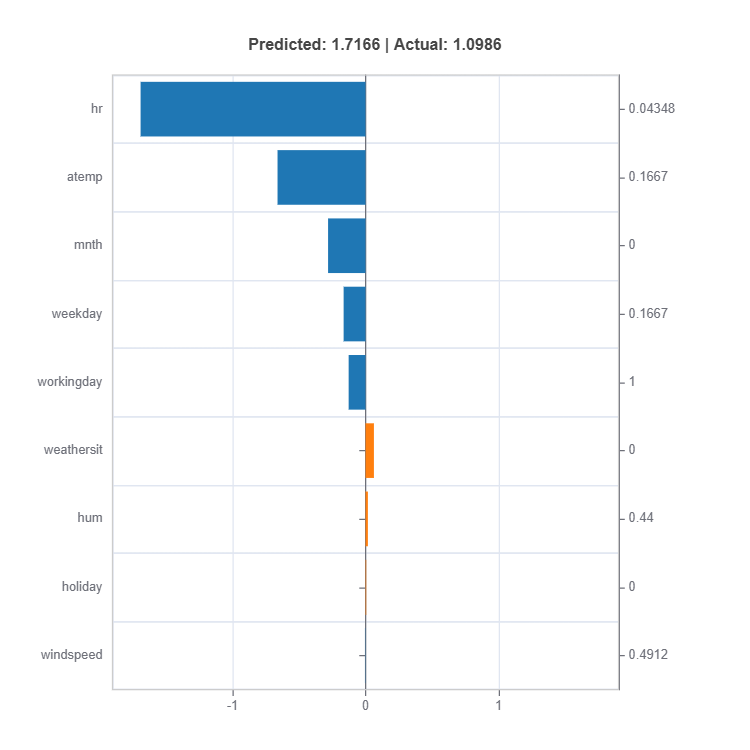 Predicted: 1.7166 | Actual: 1.0986
hr 0.04348
atemp 0.1667
mnth 0
weekday 0.1667
workingday 1
weathersit 0
hum 0.44
holiday 0
windspeed 0.4912
-1 0 1